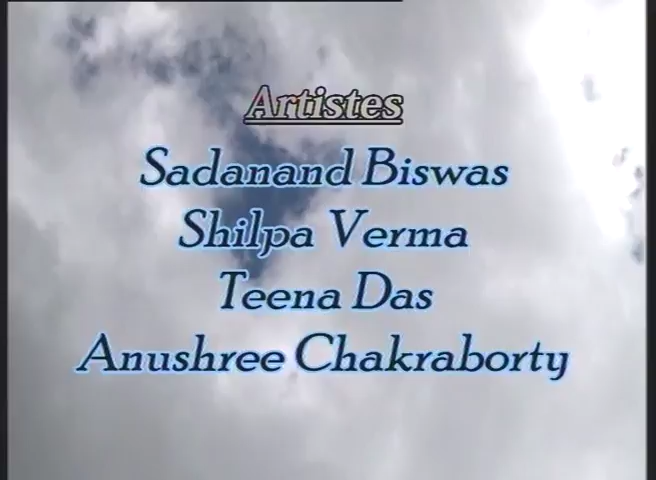 Artistes
Sadanand Biswas
Shilpa Verma
Teena Das
Anushree Chakraborty